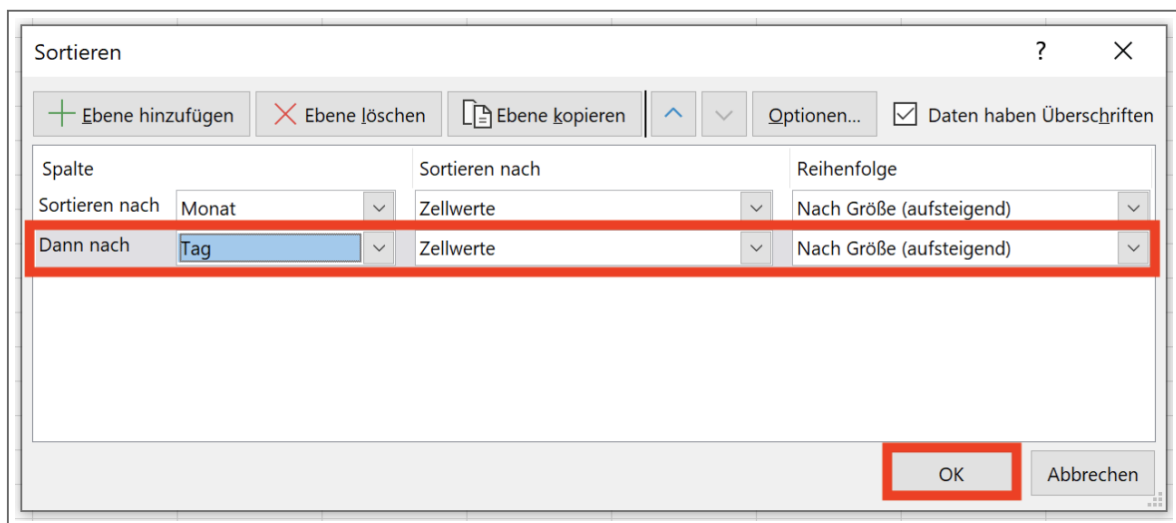 Sortieren ?
Ebene hinzufügen Ebene löschen Ebene kopieren Optionen... Daten haben Überschriften
Spalte Sortieren nach Reihenfolge
Sortieren nach Monat Zellwerte Nach Größe (aufsteigend)
Dann nach Tag Zellwerte Nach Größe (aufsteigend)
OK Abbrechen